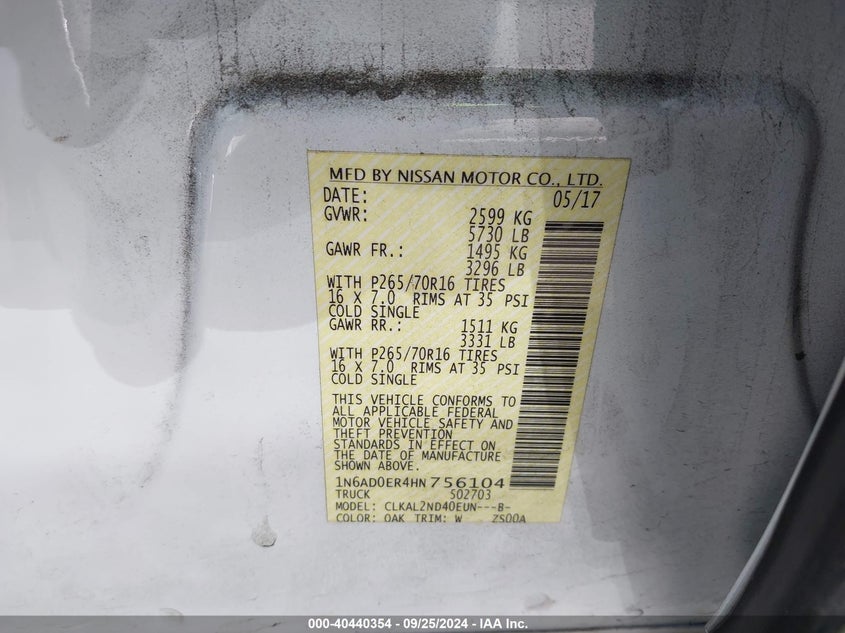 MFD BY NISSAN MOTOR CO., LTD.
DATE: 05/17
GVWR: 2599 KG
5730 LB
GAWR FR.: 1495 KG
3296 LB
WITH P265/70R16 TIRES
16 X 7.0 RIMS AT 35 PSI
COLD SINGLE
GAWR RR.: 1511 KG
3331 LB
WITH P265/70R16 TIRES
16 X 7.0 RIMS AT 35 PSI
COLD SINGLE
THIS VEHICLE CONFORMS TO
ALL APPLICABLE FEDERAL
MOTOR VEHICLE SAFETY AND
THEFT PREVENTION
STANDARDS IN EFFECT ON
THE DATE OF MANUFACTURE
SHOWN ABOVE.
1N6AD0ER4HN756104
TRUCK 502703
MODEL: CLKAL2ND40EUN---B-
COLOR: QAK TRIM: W ZS00A
000-40440354 - 09/25/2024 - IAA Inc.